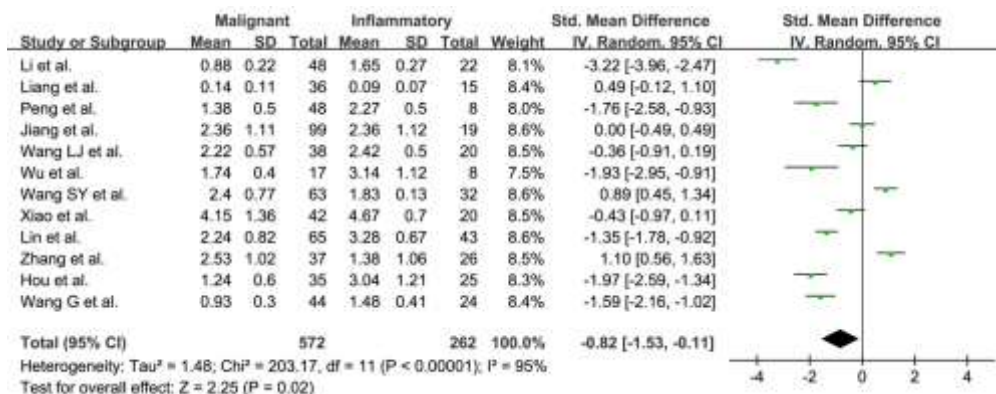 Malignant Inflammatory Std. Mean Difference Std. Mean Difference
Study or Subgroup Mean SD Total Mean SD Total Weight IV. Random. 95% CI IV. Random. 95% CI
Li et al. 0.88 0.22 48 1.65 0.27 22 8.1% -3.22 [-3.96, -2.47]
Liang et al. 0.14 0.11 36 0.09 0.07 15 8.4% 0.49 [-0.12, 1.10]
Peng et al. 1.38 0.5 48 2.27 0.5 8 8.0% -1.76 [-2.58, -0.93]
Jiang et al. 2.36 1.11 99 2.36 1.12 19 8.6% 0.00 [-0.49, 0.49]
Wang LJ et al. 2.22 0.57 38 2.42 0.5 20 8.5% -0.36 [-0.91, 0.19]
Wu et al. 1.74 0.4 17 3.14 1.12 8 7.5% -1.93 [-2.95, -0.91]
Wang SY et al. 2.4 0.77 63 1.83 0.13 32 8.6% 0.89 [0.45, 1.34]
Xiao et al. 4.15 1.36 42 4.67 0.7 20 8.5% -0.43 [-0.97, 0.11]
Lin et al. 2.24 0.82 65 3.28 0.67 43 8.6% -1.35 [-1.78, -0.92]
Zhang et al. 2.53 1.02 37 1.38 1.06 26 8.5% 1.10 [0.56, 1.63]
Hou et al. 1.24 0.6 35 3.04 1.21 25 8.4% -1.97 [-2.59, -1.34]
Wang G et al. 0.93 0.3 44 1.48 0.41 24 8.4% -1.59 [-2.16, -1.02]
Total (95% CI) 572 262 100.0% -0.82 [-1.53, -0.11]
Heterogeneity: Tau² = 1.48; Chi² = 203.17, df = 11 (P < 0.00001); I² = 95%
Test for overall effect: Z = 2.25 (P = 0.02)
-4 -2 0 2 4